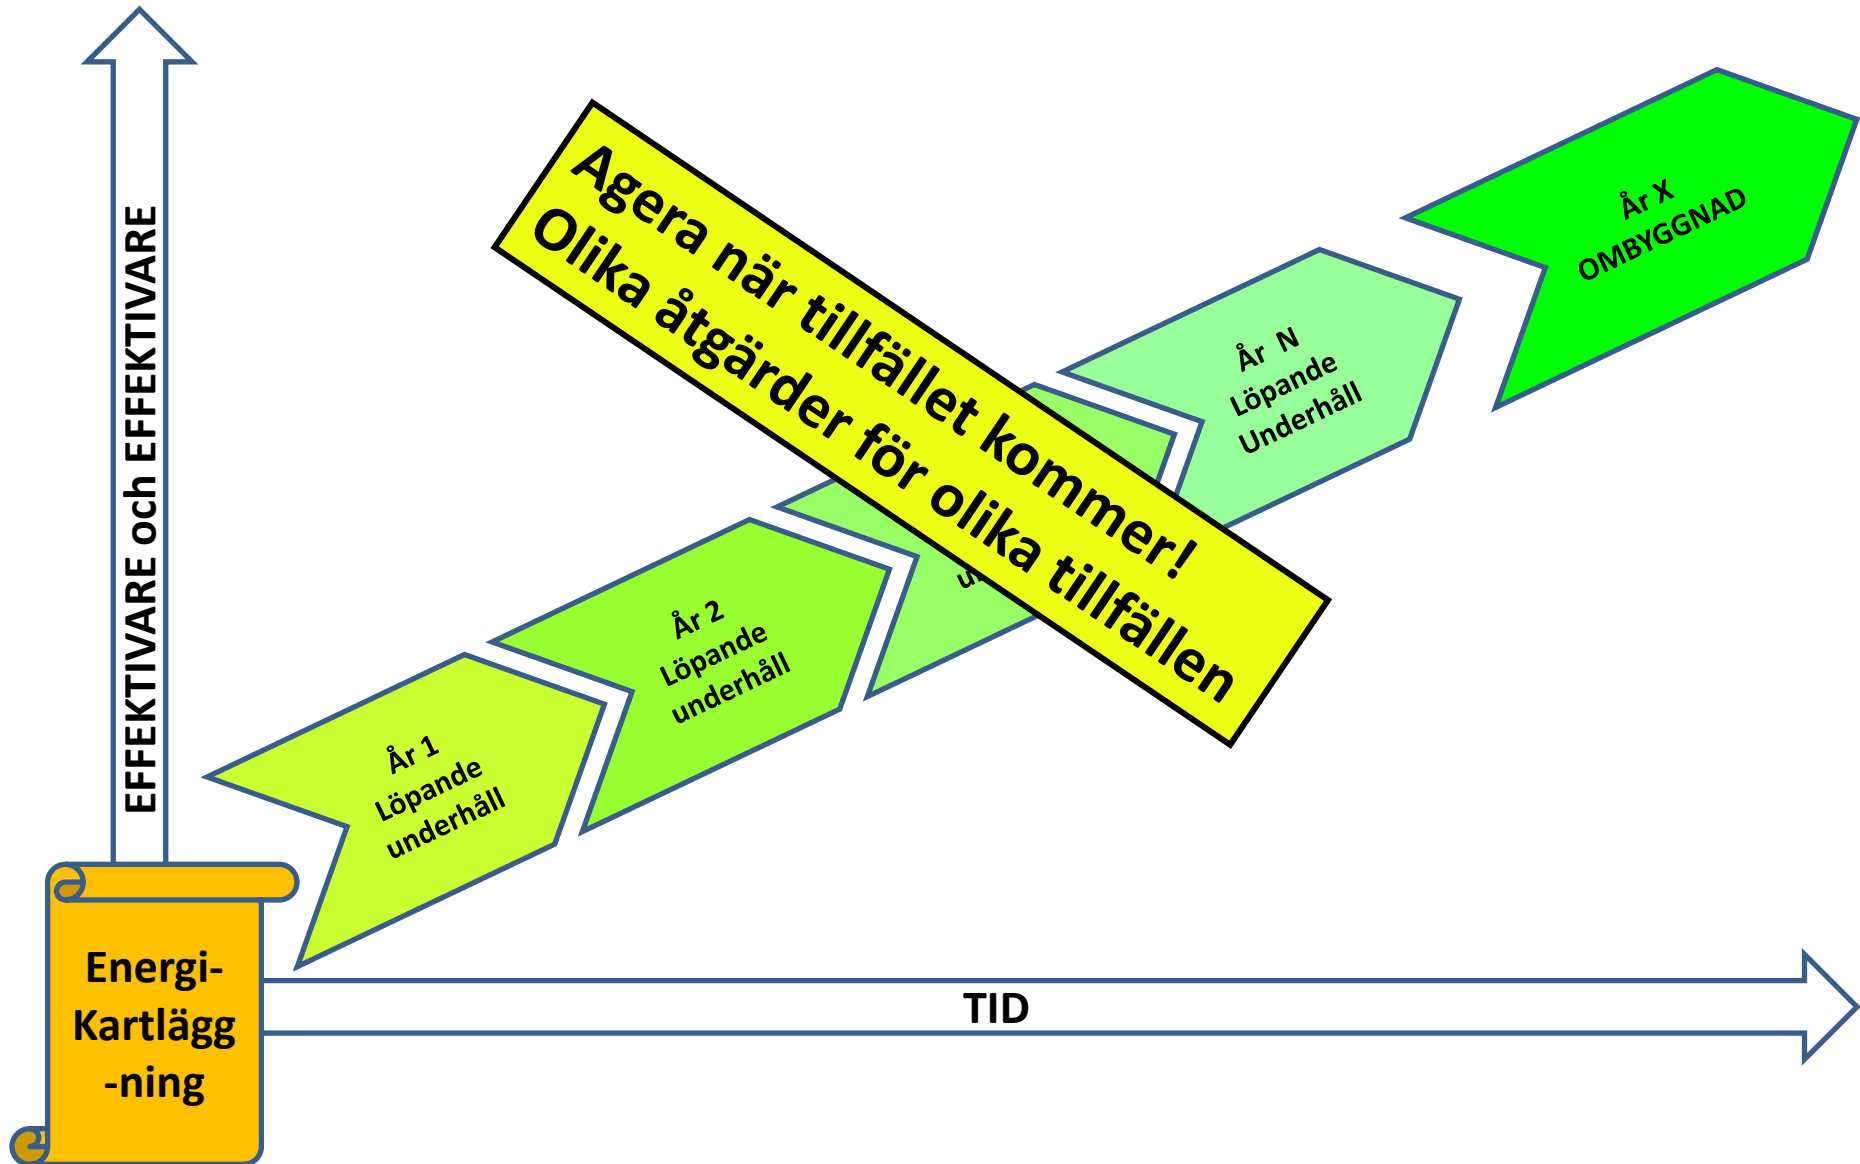 EFFEKTIVARE och EFFEKTIVARE
Agera när tillfället kommer!
Olika åtgärder för olika tillfällen
År X
OMBYGGNAD
År  N
Löpande
Underhåll
År 2
Löpande
underhåll
År 1
Löpande
underhåll
Energi-
Kartlägg
-ning
TID